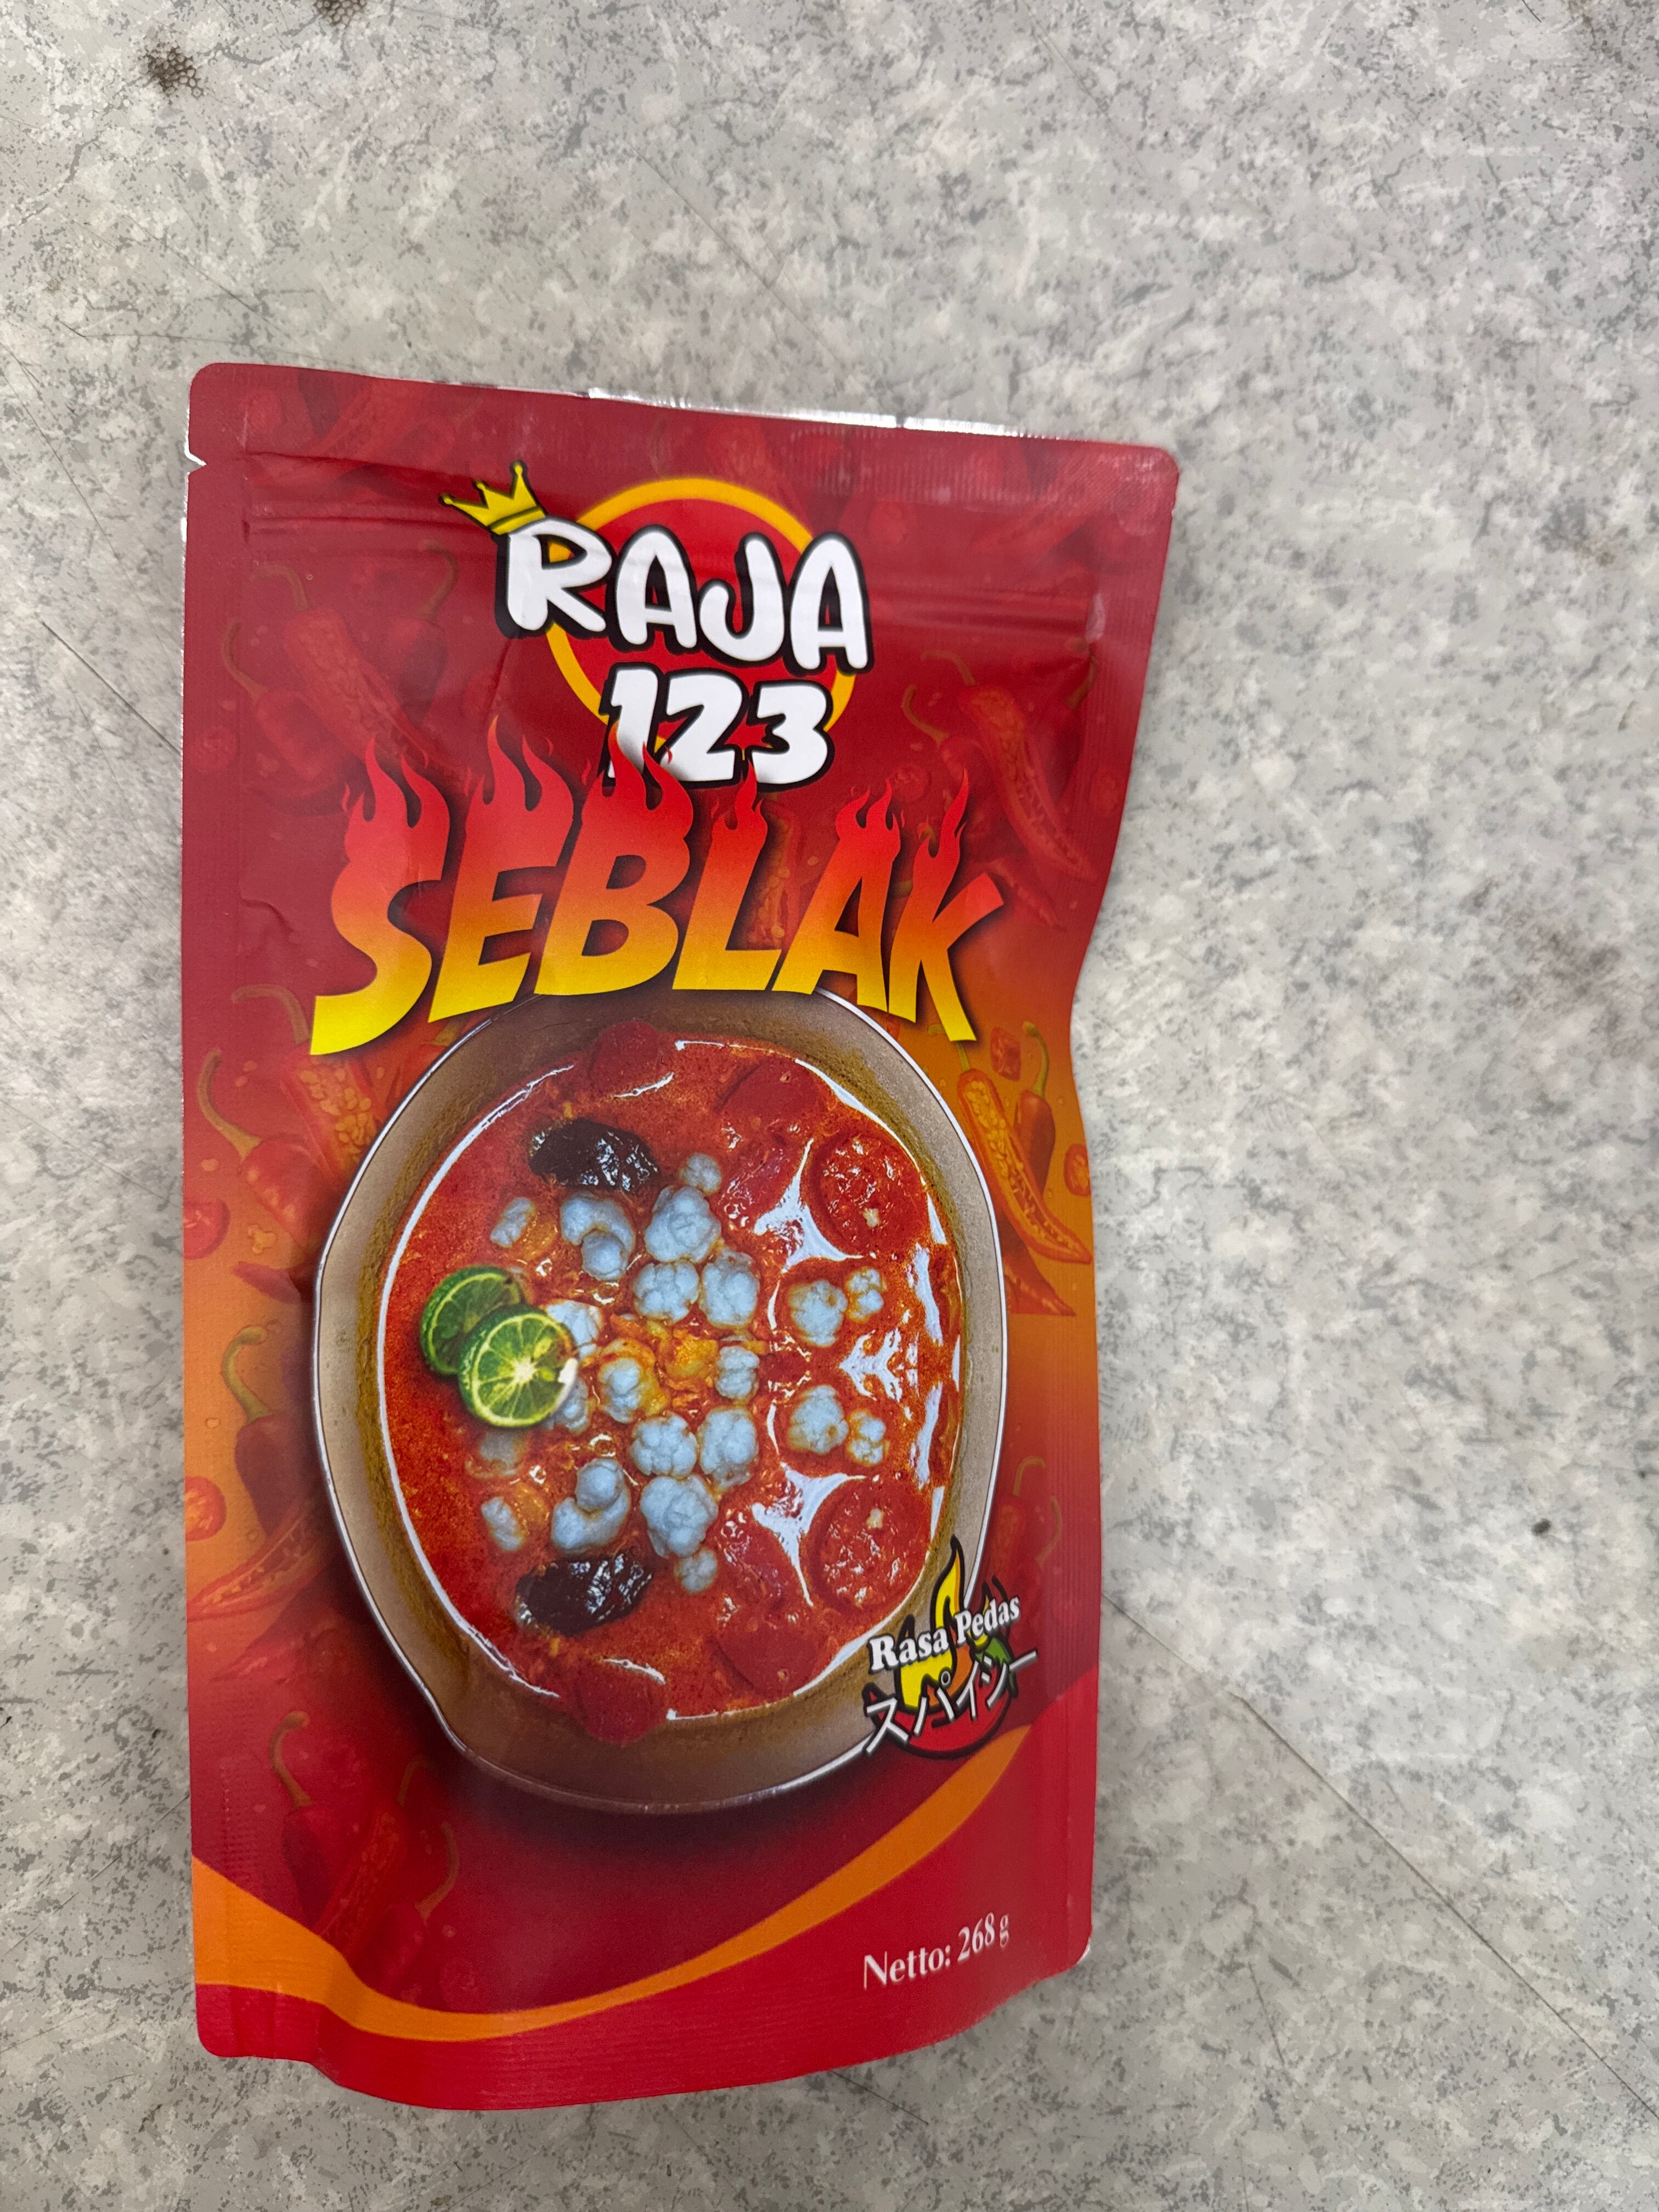 RAJA
123
SEBLAK
Rasa Pedas
スパイシー
Netto: 268 g